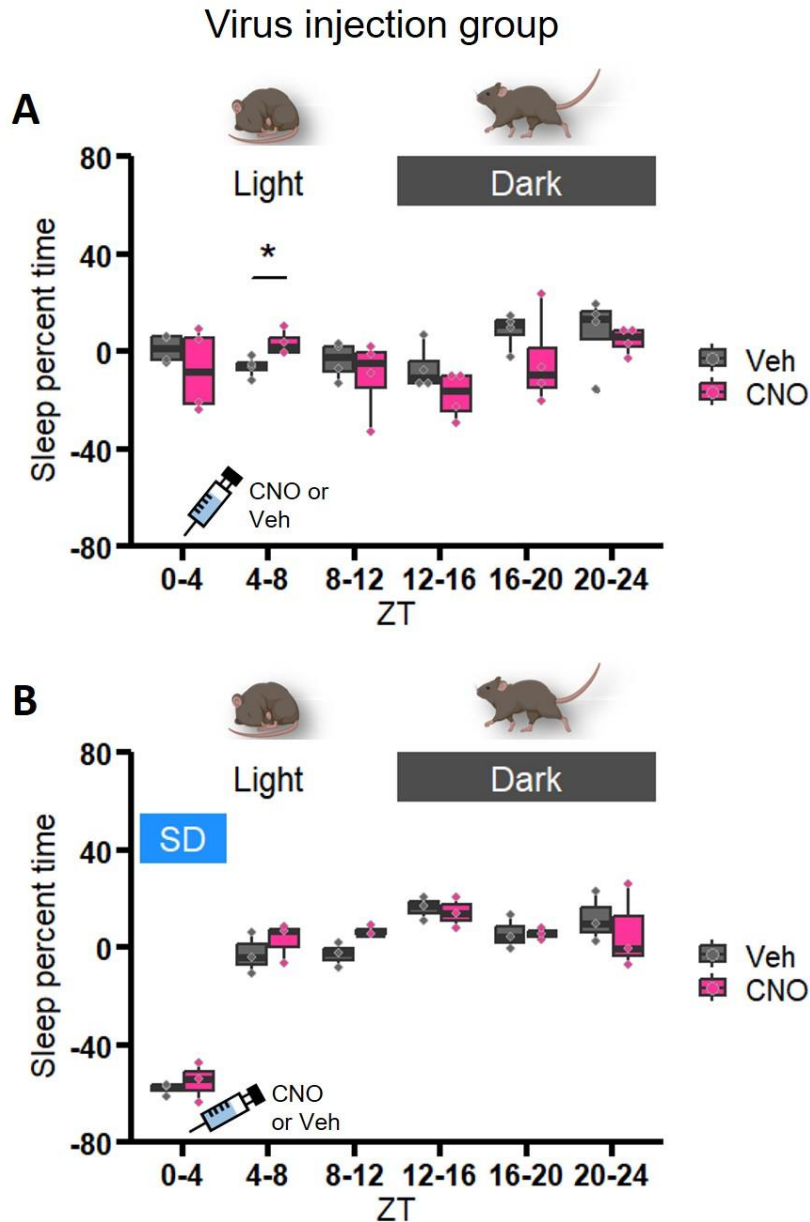 Virus injection group
A
80
40
0
-40
-80
Sleep percent time
Light
Dark
*
CNO or
Veh
0-4
4-8
8-12
12-16
16-20
20-24
ZT
Veh
CNO
B
80
40
0
-40
-80
Sleep percent time
Light
Dark
SD
CNO
or Veh
0-4
4-8
8-12
12-16
16-20
20-24
ZT
Veh
CNO